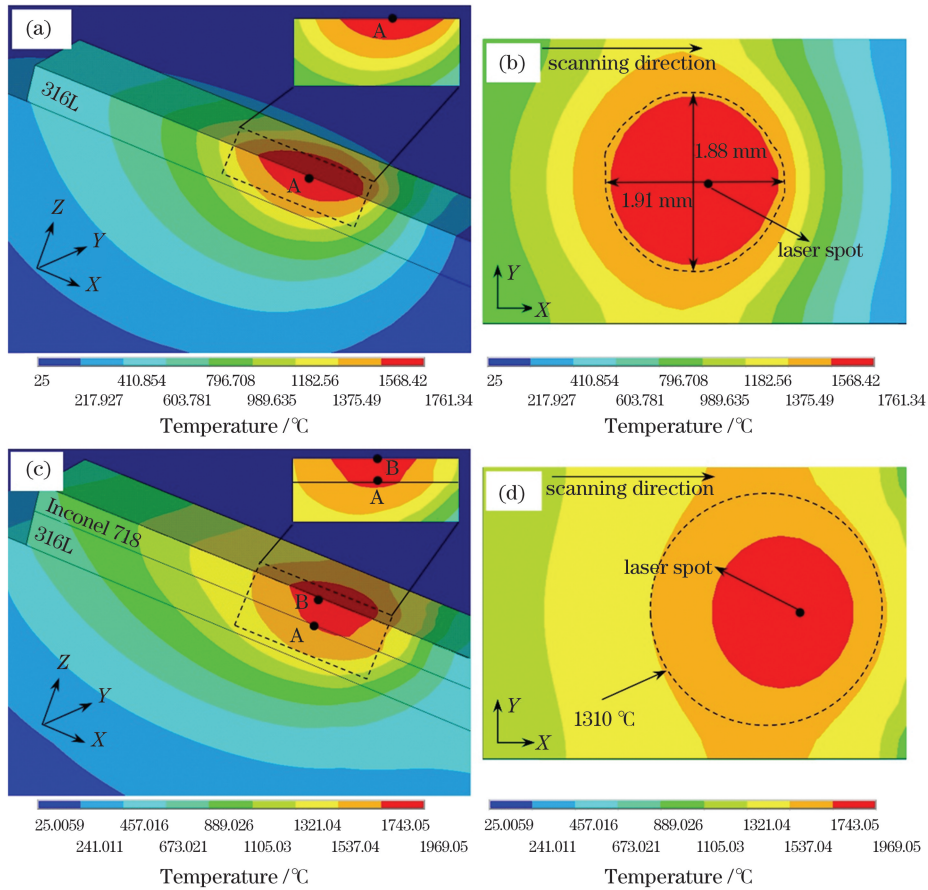 (a)
A
316L
A
Z
Y
X
25 410.854 796.708 1182.56 1568.42
217.927 603.781 989.635 1375.49 1761.34
Temperature /℃
(b)
scanning direction
1.88 mm
1.91 mm
laser spot
Y
X
25 410.854 796.708 1182.56 1568.42
217.927 603.781 989.635 1375.49 1761.34
Temperature /℃
(c)
B
A
Inconel 718
316L
B
A
Z
Y
X
25.0059 457.016 889.026 1321.04 1743.05
241.011 673.021 1105.03 1537.04 1969.05
Temperature /℃
(d)
scanning direction
laser spot
1310 ℃
Y
X
25.0059 457.016 889.026 1321.04 1743.05
241.011 673.021 1105.03 1537.04 1969.05
Temperature /℃